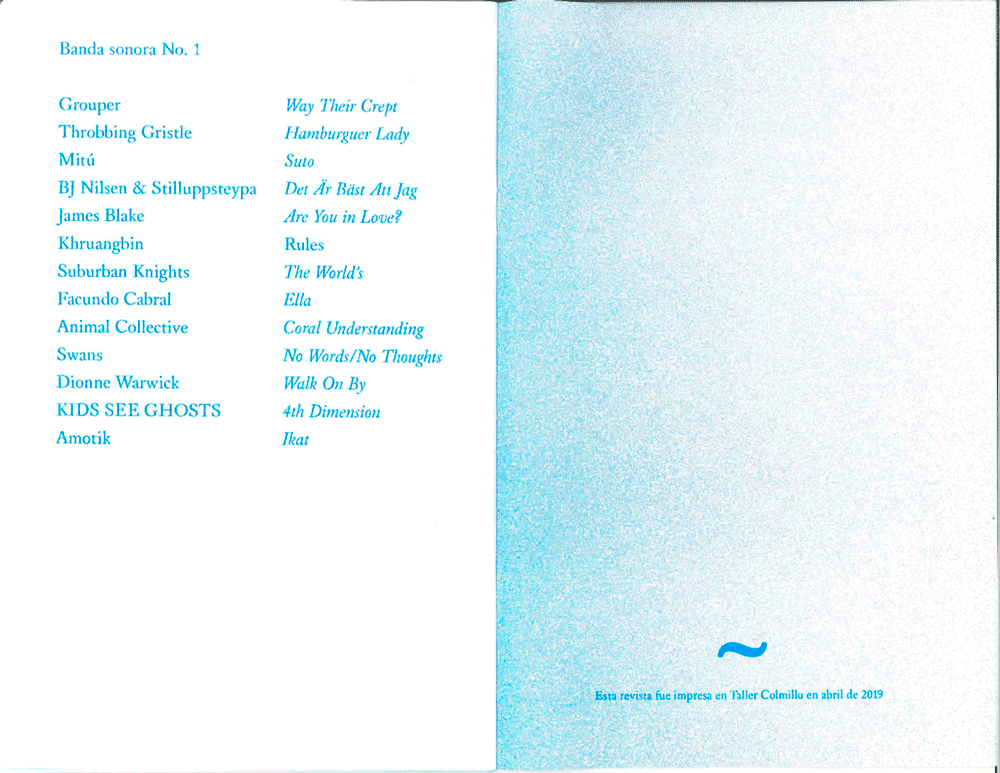 Banda sonora No. 1
Grouper Way Their Crept
Throbbing Gristle Hamburguer Lady
Mitú Suto
BJ Nilsen & Stilluppsteypa Det Är Bäst Att Jag
James Blake Are You in Love?
Khruangbin Rules
Suburban Knights The World's
Facundo Cabral Ella
Animal Collective Coral Understanding
Swans No Words/No Thoughts
Dionne Warwick Walk On By
KIDS SEE GHOSTS 4th Dimension
Amotik Ikat
~
Esta revista fue impresa en Taller Colmillo en abril de 2019